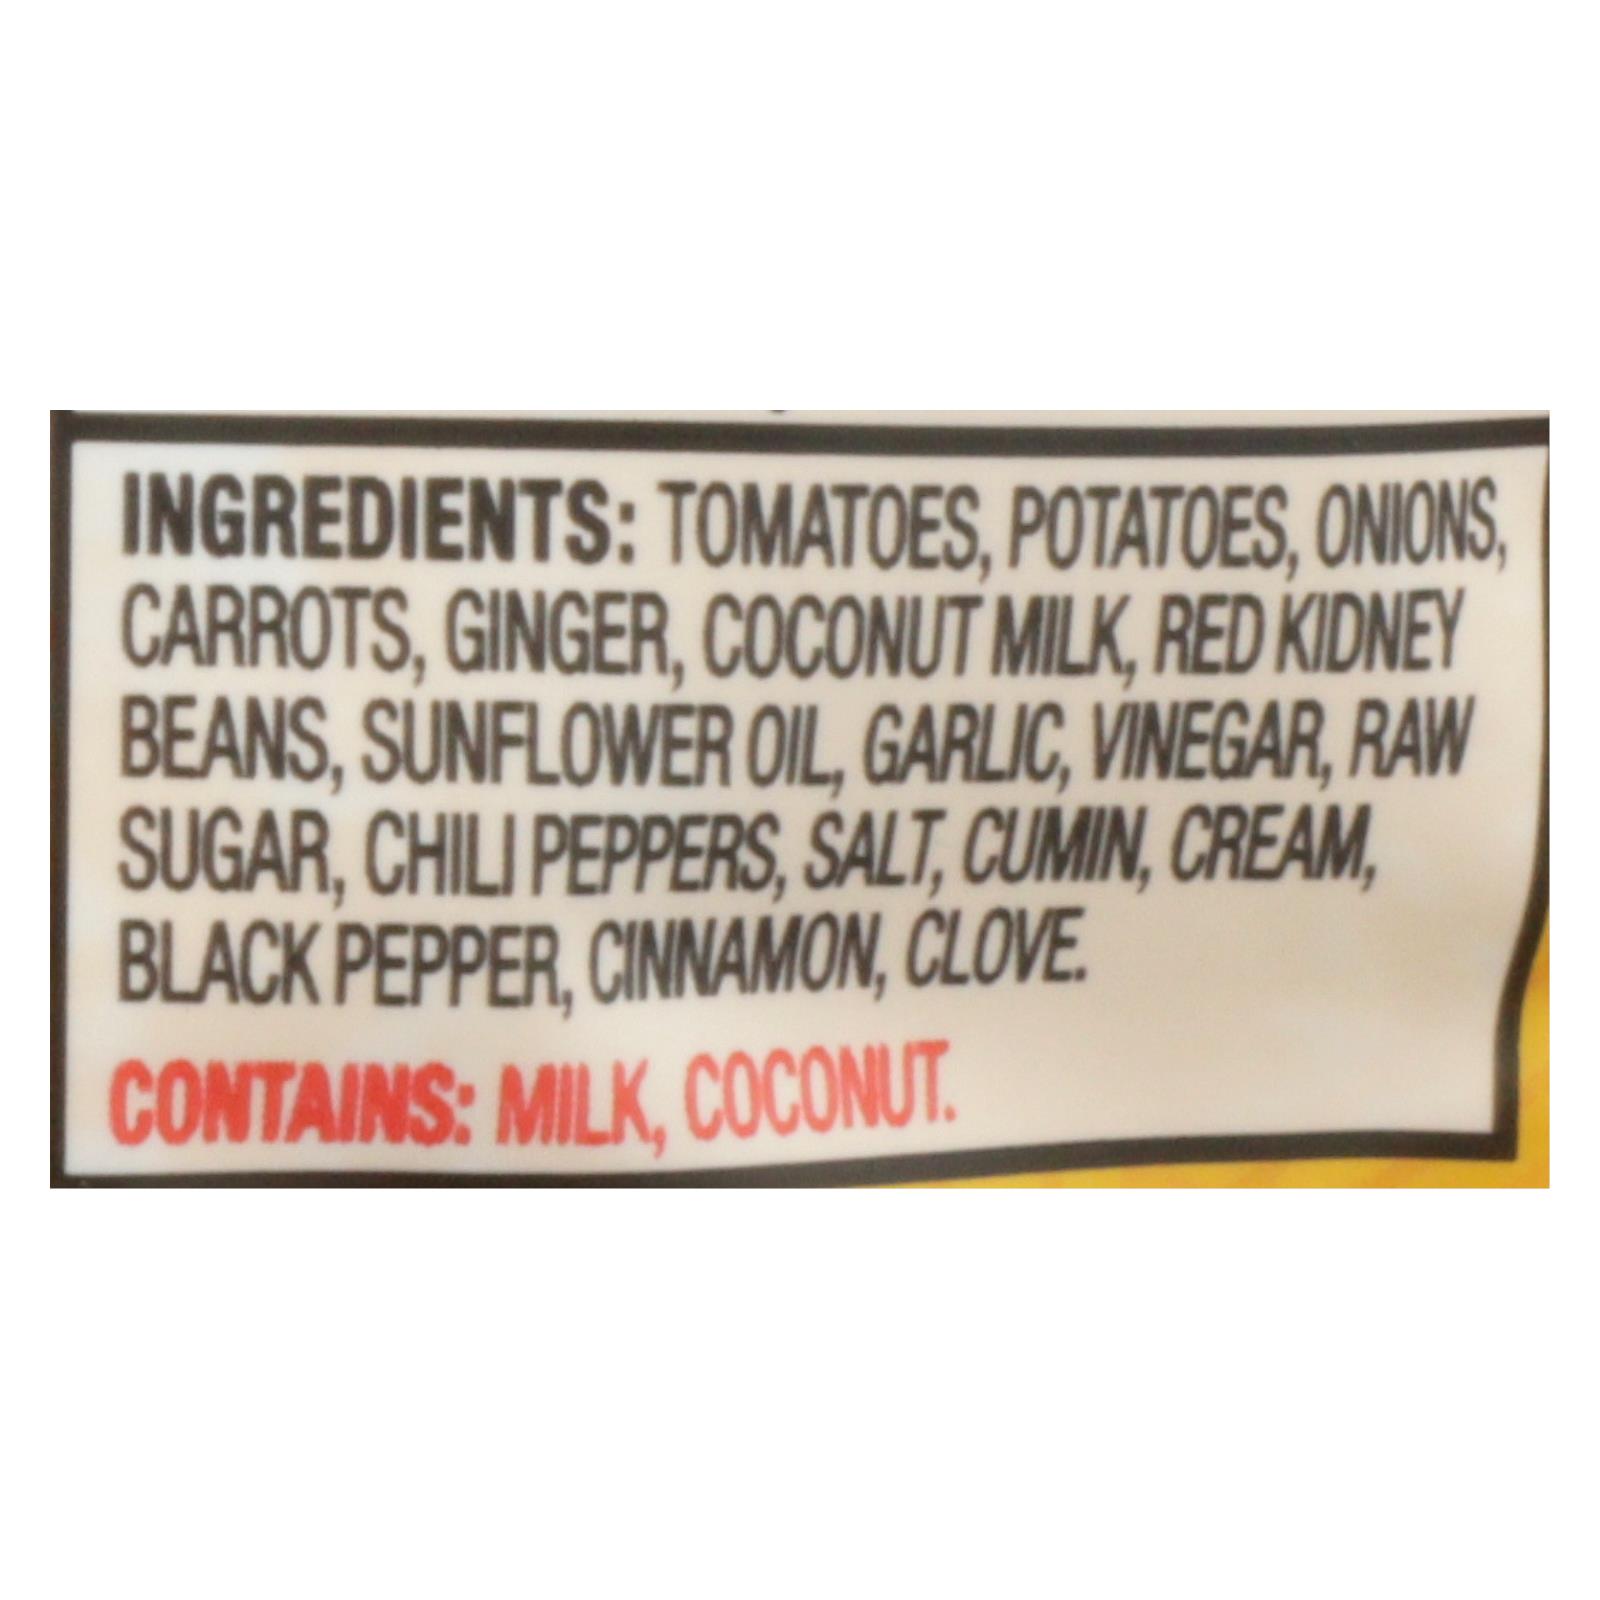 INGREDIENTS: TOMATOES, POTATOES, ONIONS,
CARROTS, GINGER, COCONUT MILK, RED KIDNEY
BEANS, SUNFLOWER OIL, GARLIC, VINEGAR, RAW
SUGAR, CHILI PEPPERS, SALT, CUMIN, CREAM,
BLACK PEPPER, CINNAMON, CLOVE.
CONTAINS: MILK, COCONUT.